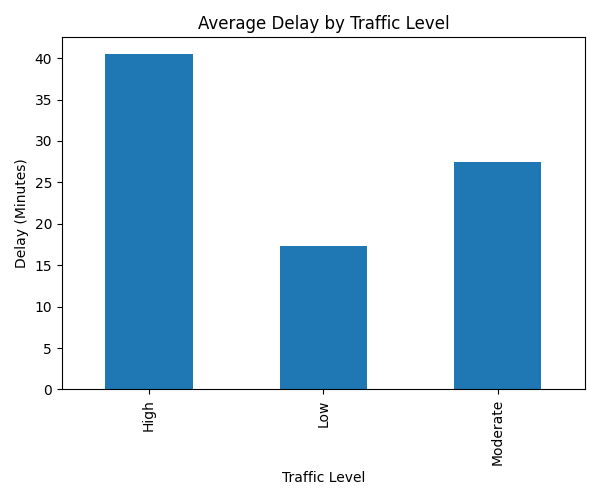 Average Delay by Traffic Level
Delay (Minutes)
40
35
30
25
20
15
10
5
0
High
Low
Moderate
Traffic Level